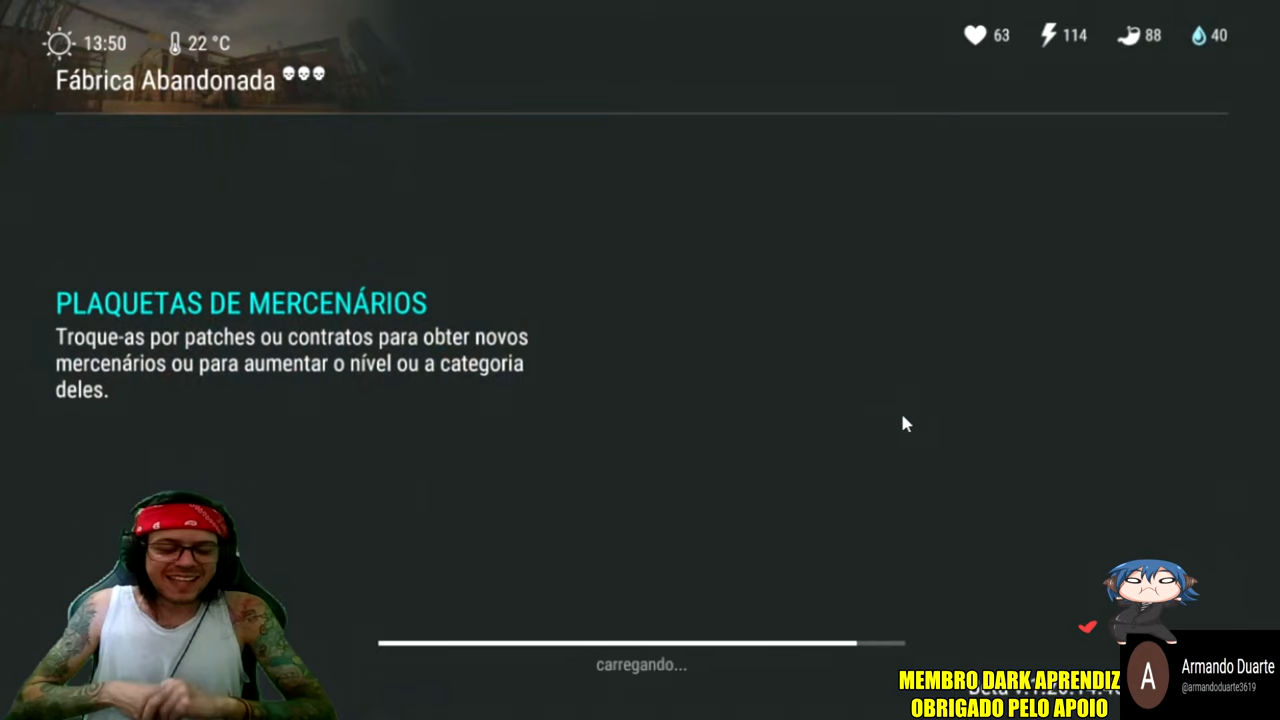 13:50 22 °C 63 114 88 40
Fábrica Abandonada
PLAQUETAS DE MERCENÁRIOS
Troque-as por patches ou contratos para obter novos
mercenários ou para aumentar o nível ou a categoria
deles.
carregando...
MEMBRO DARK APRENDIZ
OBRIGADO PELO APOIO
A
Armando Duarte
@armandoduarte3619